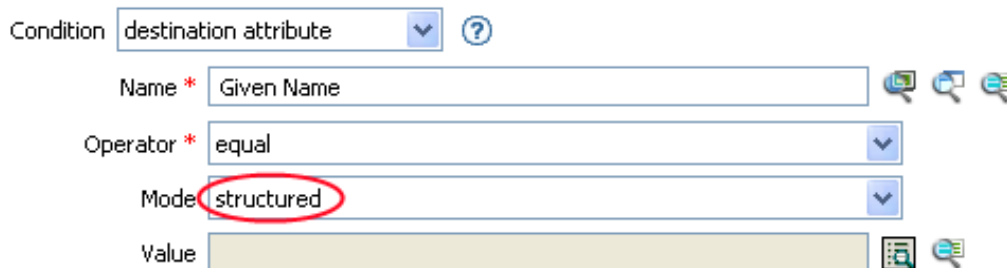 Condition destination attribute ?
Name * Given Name
Operator * equal
Mode structured
Value